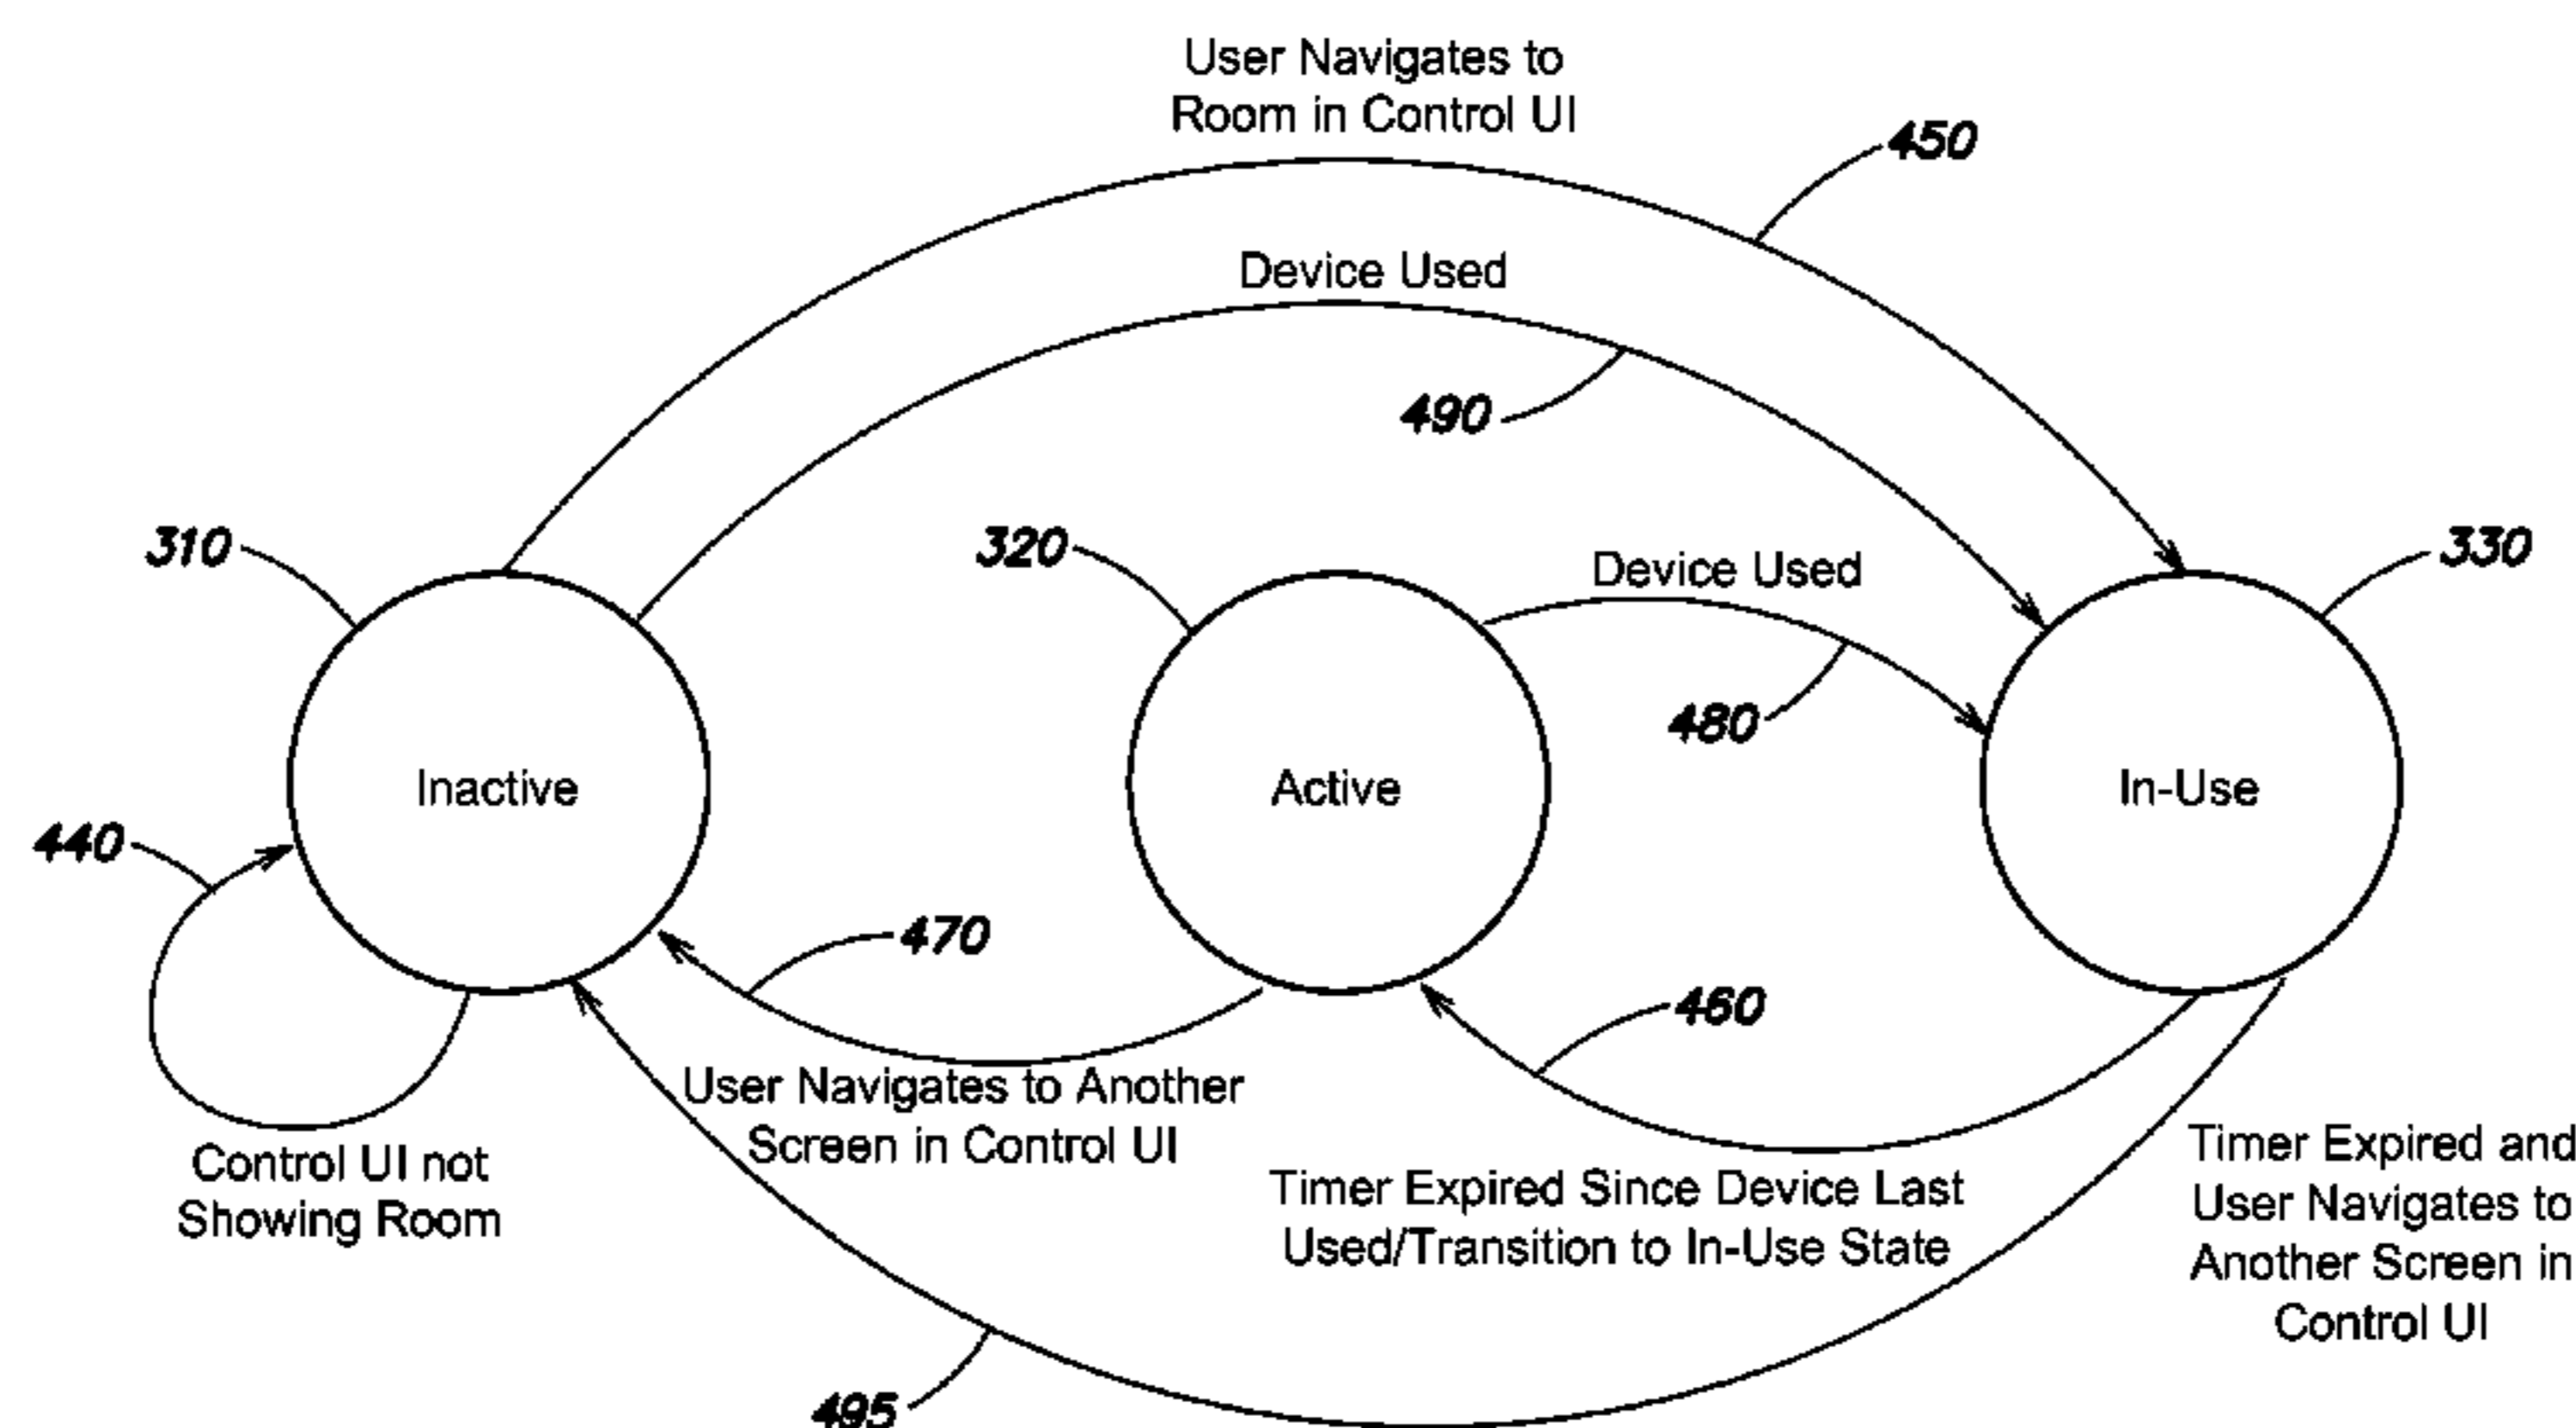 User Navigates to
Room in Control UI
450
Device Used
490
310
320
Device Used
330
480
Inactive
Active
In-Use
440
470
460
User Navigates to Another
Screen in Control UI
Control UI not
Showing Room
Timer Expired Since Device Last
Used/Transition to In-Use State
Timer Expired and
User Navigates to
Another Screen in
Control UI
495